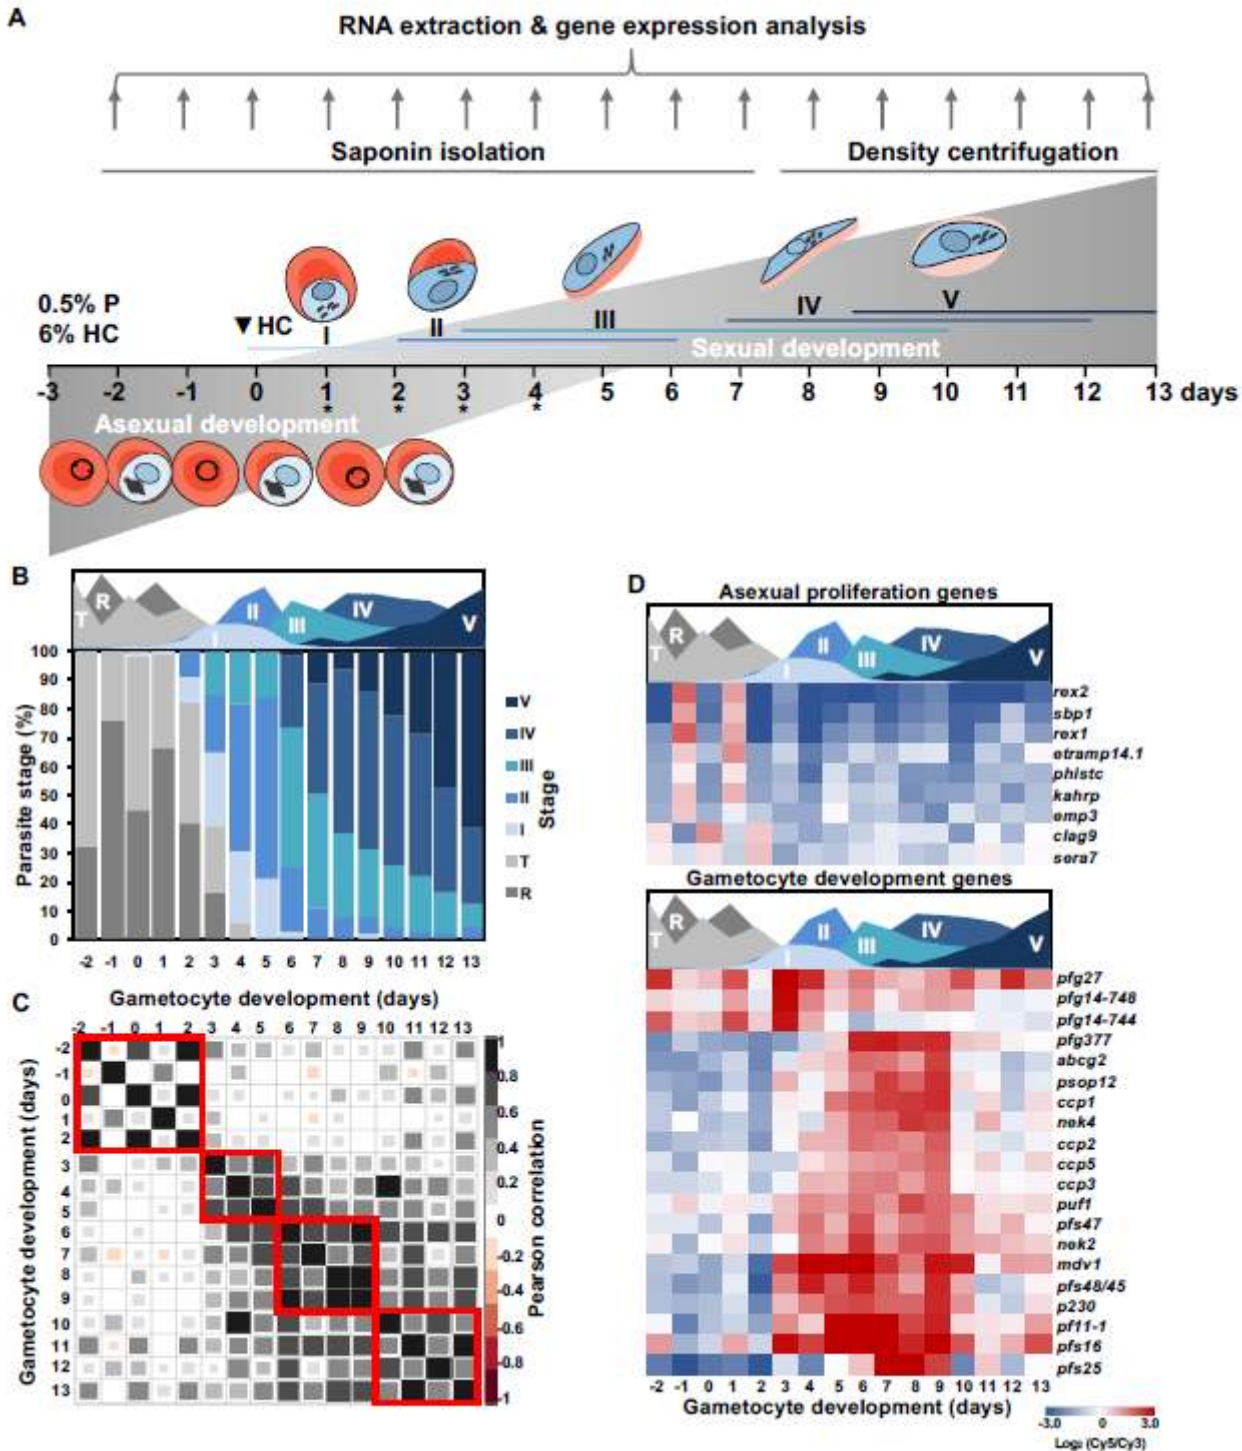 A
RNA extraction & gene expression analysis
Saponin isolation
Density centrifugation
0.5% P
6% HC
▼HC
I
II
III
IV
V
Sexual development
-3 -2 -1 0 1 2 3 4 5 6 7 8 9 10 11 12 13 days
* * * *
Asexual development
B
T
R
I
II
III
IV
V
Parasite stage (%)
100
90
80
70
60
50
40
30
20
10
0
-2 -1 0 1 2 3 4 5 6 7 8 9 10 11 12 13
V
IV
III
II
I
T
R
Stage
C
Gametocyte development (days)
-2 -1 0 1 2 3 4 5 6 7 8 9 10 11 12 13
Gametocyte development (days)
-2
-1
0
1
2
3
4
5
6
7
8
9
10
11
12
13
1
0.8
0.6
0.4
0.2
0
-0.2
-0.4
-0.6
-0.8
-1
Pearson correlation
D
Asexual proliferation genes
T
R
I
II
III
IV
V
rex2
sbp1
rex1
etramp14.1
phistc
kahrp
emp3
clag9
sera7
Gametocyte development genes
T
R
I
II
III
IV
V
pfg27
pfg14-748
pfg14-744
pfg377
abcg2
psop12
ccp1
nek4
ccp2
ccp5
ccp3
puf1
pfs47
nek2
mdv1
pfs48/45
p230
pf11-1
pfs16
pfs25
-2 -1 0 1 2 3 4 5 6 7 8 9 10 11 12 13
Gametocyte development (days)
-3.0 0 3.0
Log₂ (Cy5/Cy3)